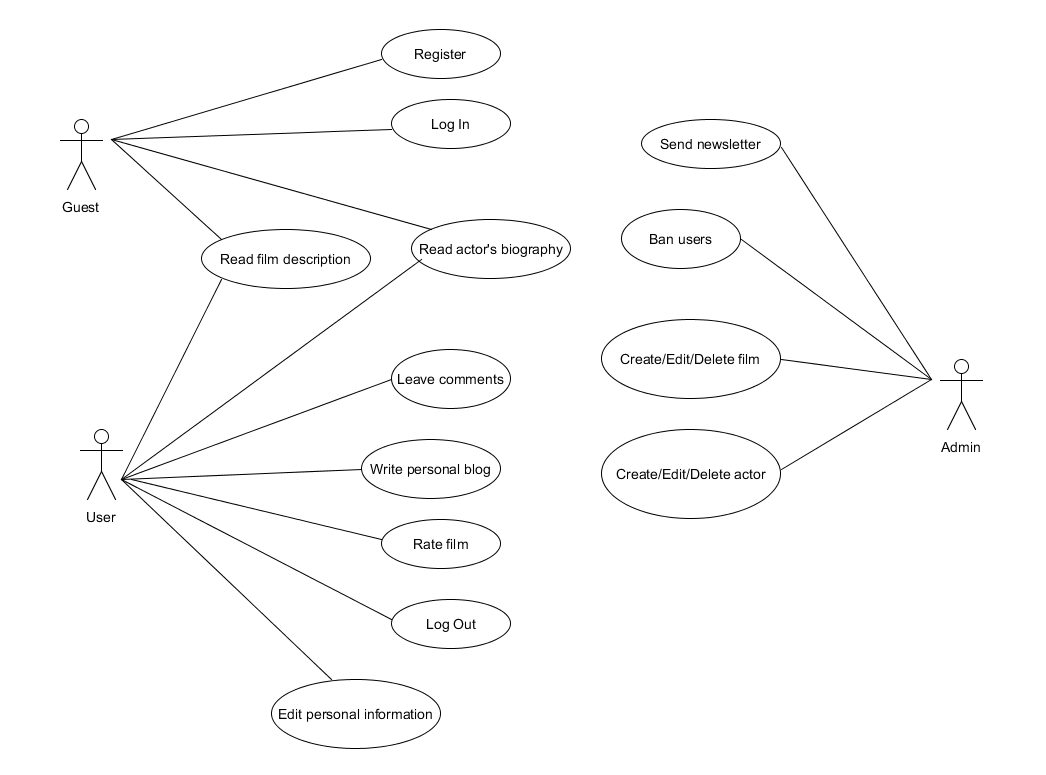 Register
Log In
Send newsletter
Guest
Ban users
Read film description
Read actor's biography
Create/Edit/Delete film
Leave comments
Admin
Write personal blog
Create/Edit/Delete actor
User
Rate film
Log Out
Edit personal information